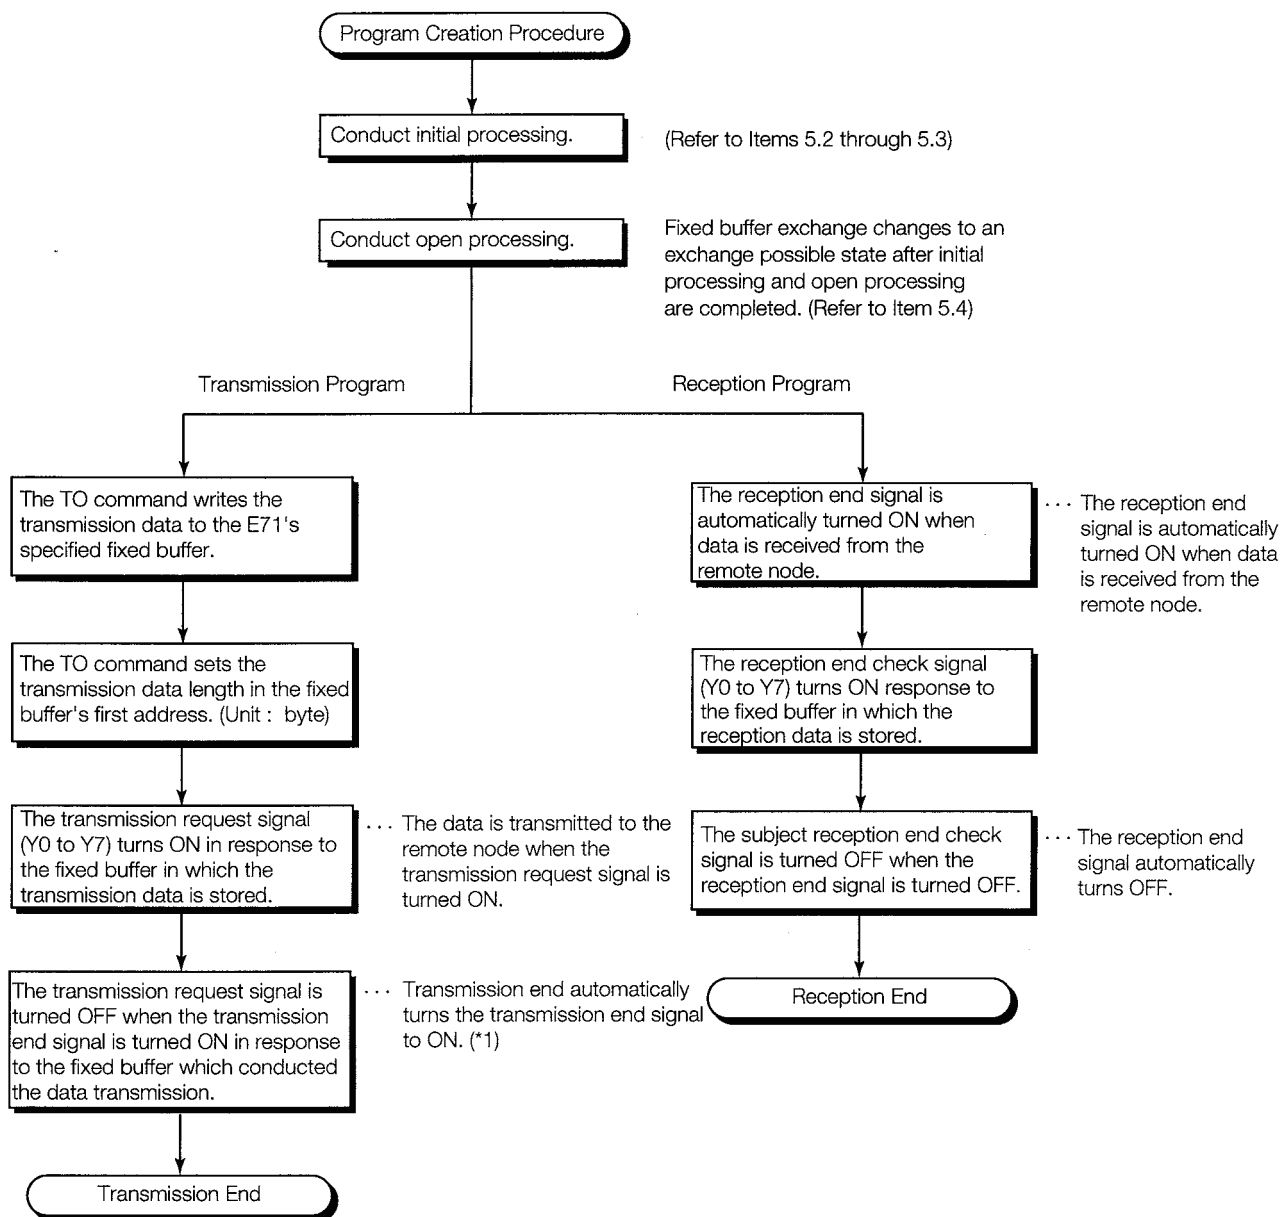 Program Creation Procedure
Conduct initial processing.
(Refer to Items 5.2 through 5.3)
Conduct open processing.
Fixed buffer exchange changes to an
exchange possible state after initial
processing and open processing
are completed. (Refer to Item 5.4)
Transmission Program
Reception Program
The TO command writes the
transmission data to the E71's
specified fixed buffer.
The TO command sets the
transmission data length in the fixed
buffer's first address. (Unit : byte)
The transmission request signal
(Y0 to Y7) turns ON in response to
the fixed buffer in which the
transmission data is stored.
··· The data is transmitted to the
remote node when the
transmission request signal is
turned ON.
The transmission request signal is
turned OFF when the transmission
end signal is turned ON in response
to the fixed buffer which conducted
the data transmission.
··· Transmission end automatically
turns the transmission end signal
to ON. (*1)
Transmission End
The reception end signal is
automatically turned ON when
data is received from the
remote node.
··· The reception end
signal is automatically
turned ON when data
is received from the
remote node.
The reception end check signal
(Y0 to Y7) turns ON response to
the fixed buffer in which the
reception data is stored.
The subject reception end check
signal is turned OFF when the
reception end signal is turned OFF.
··· The reception end
signal automatically
turns OFF.
Reception End